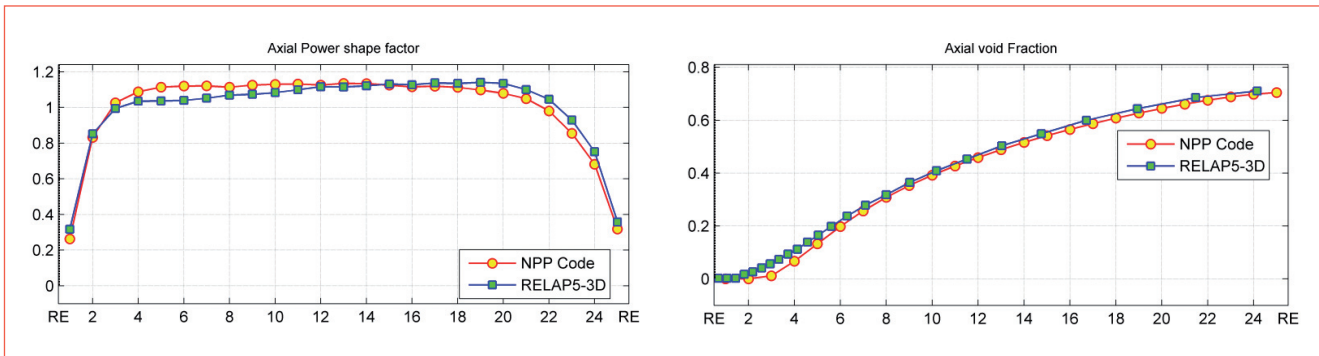 Axial Power shape factor
1.2
1
0.8
0.6
0.4
0.2
0
RE 2 4 6 8 10 12 14 16 18 20 22 24 RE
NPP Code
RELAP5-3D
Axial void Fraction
0.8
0.6
0.4
0.2
0
RE 2 4 6 8 10 12 14 16 18 20 22 24 RE
NPP Code
RELAP5-3D